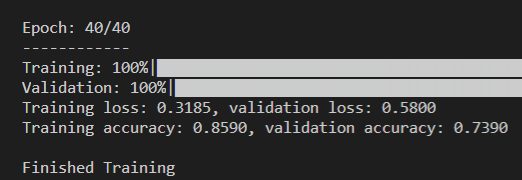 Epoch: 40/40
------------
Training: 100%|
Validation: 100%|
Training loss: 0.3185, validation loss: 0.5800
Training accuracy: 0.8590, validation accuracy: 0.7390
Finished Training